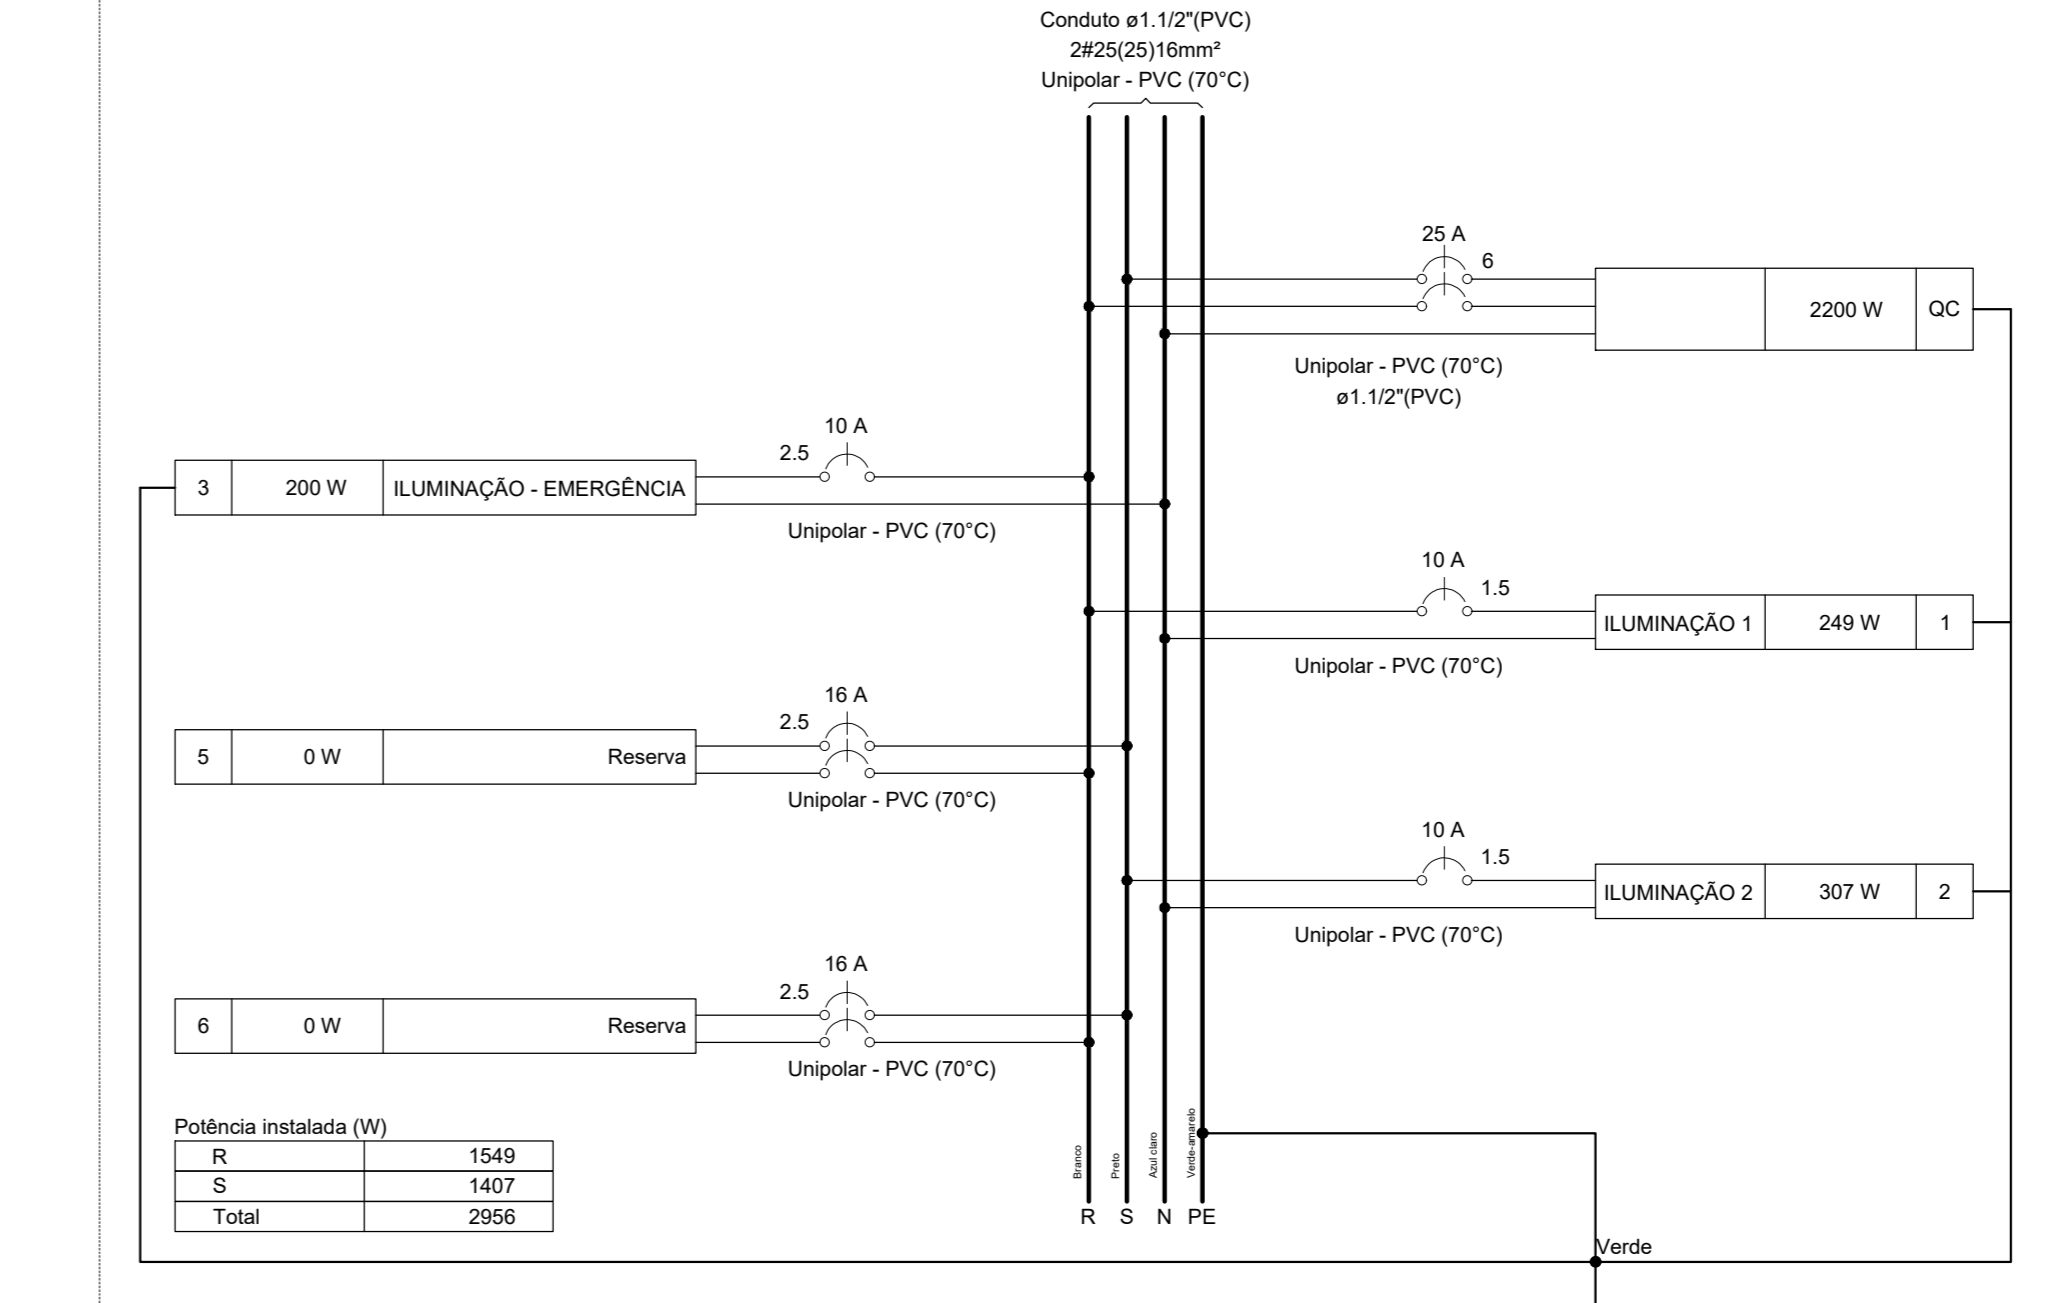 Conduto ø1.1/2"(PVC)
2#25(25)16mm²
Unipolar - PVC (70°C)
25 A
6
2200 W
QC
Unipolar - PVC (70°C)
ø1.1/2"(PVC)
10 A
2.5
3
200 W
ILUMINAÇÃO - EMERGÊNCIA
Unipolar - PVC (70°C)
10 A
1.5
ILUMINAÇÃO 1
249 W
1
Unipolar - PVC (70°C)
16 A
2.5
5
0 W
Reserva
Unipolar - PVC (70°C)
10 A
1.5
ILUMINAÇÃO 2
307 W
2
Unipolar - PVC (70°C)
16 A
2.5
6
0 W
Reserva
Unipolar - PVC (70°C)
Potência instalada (W)
R 1549
S 1407
Total 2956
Branco
Preto
Azul claro
Verde-amarelo
R S N PE
Verde